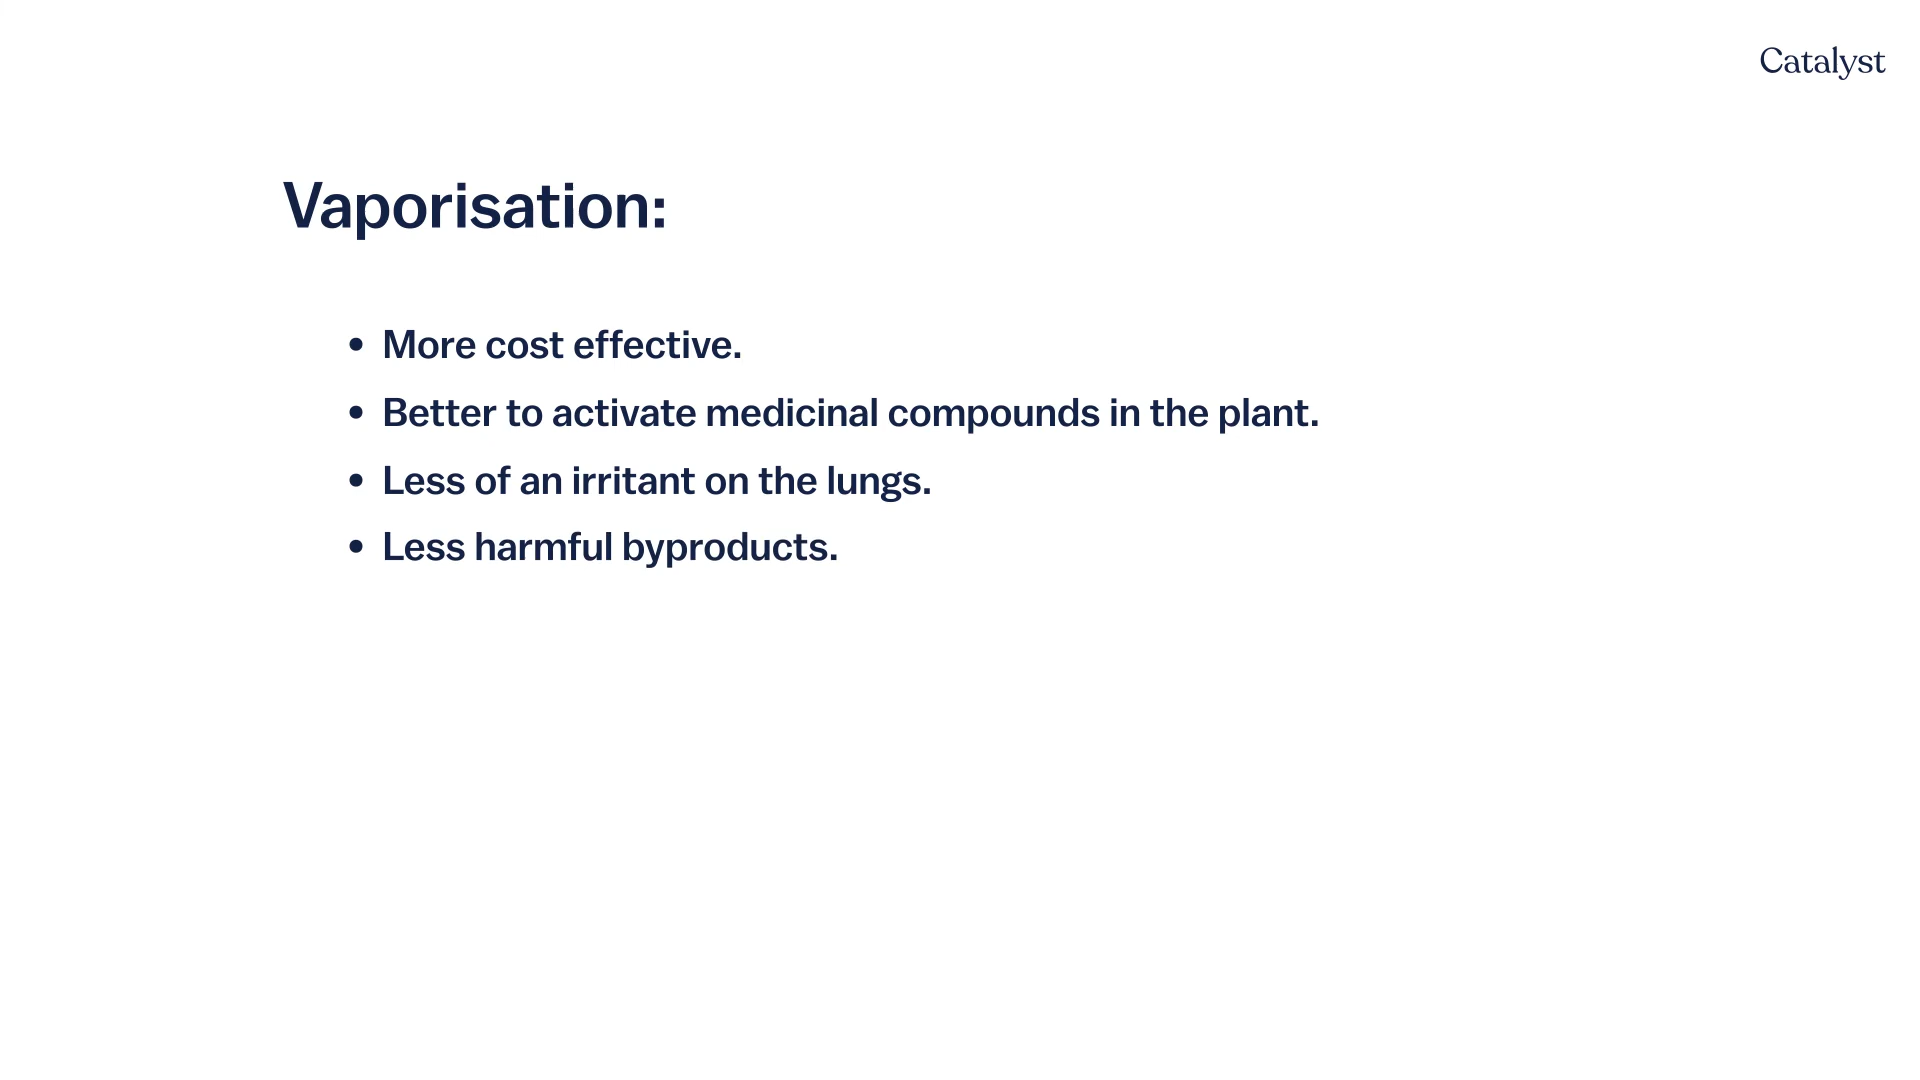 Catalyst
Vaporisation:
• More cost effective.
• Better to activate medicinal compounds in the plant.
• Less of an irritant on the lungs.
• Less harmful byproducts.